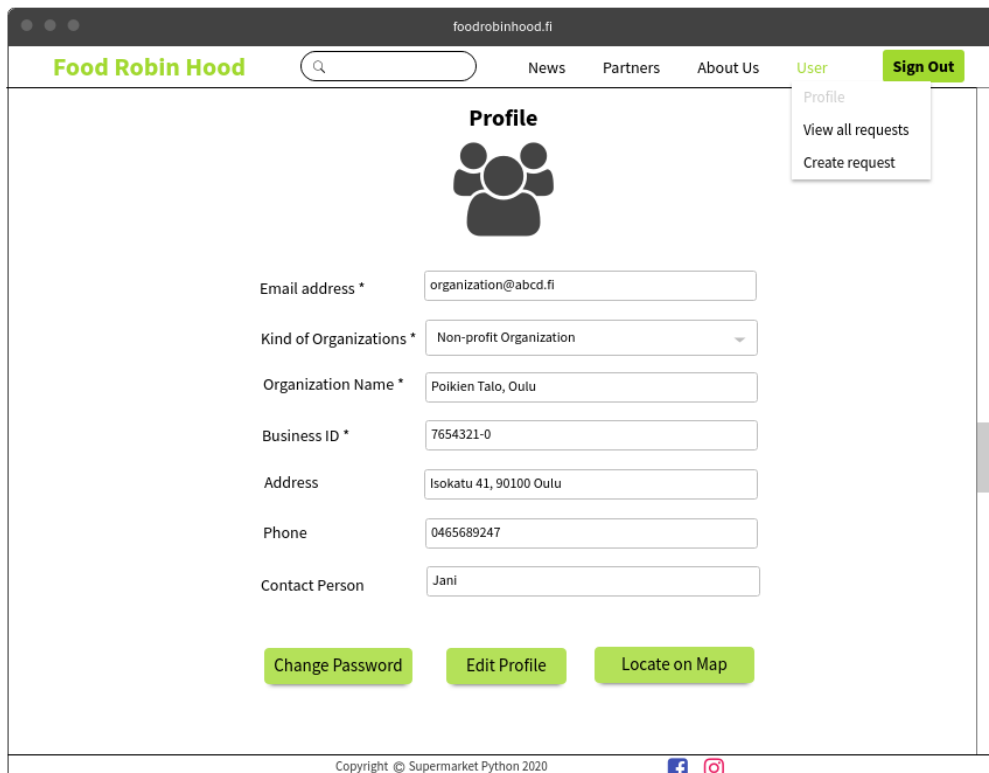 foodrobinhood.fi
Food Robin Hood
News Partners About Us User Sign Out
Profile
View all requests
Create request
Profile
Email address * organization@abcd.fi
Kind of Organizations * Non-profit Organization
Organization Name * Poikien Talo, Oulu
Business ID * 7654321-0
Address Isokatu 41, 90100 Oulu
Phone 0465689247
Contact Person Jani
Change Password Edit Profile Locate on Map
Copyright © Supermarket Python 2020